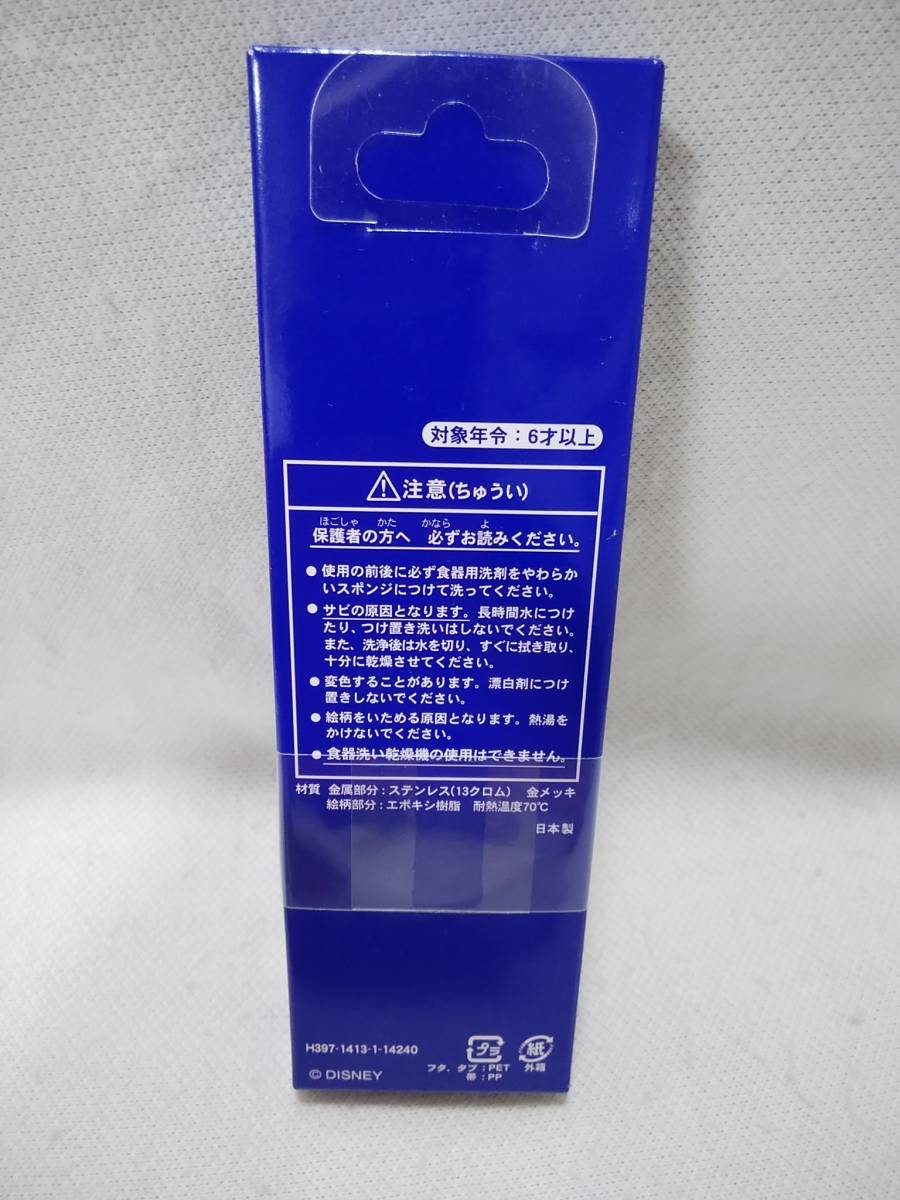 対象年令：6才以上
⚠注意(ちゅうい)
ほごしゃ かた かなら よ
保護者の方へ 必ずお読みください。
●使用の前後に必ず食器用洗剤をやわらか
いスポンジにつけて洗ってください。
●サビの原因となります。長時間水につけ
たり、つけ置き洗いはしないでください。
また、洗浄後は水を切り、すぐに拭き取り、
十分に乾燥させてください。
●変色することがあります。漂白剤につけ
置きしないでください。
●絵柄をいためる原因となります。熱湯を
かけないでください。
●食器洗い乾燥機の使用はできません。
材質 金属部分：ステンレス(13クロム) 金メッキ
絵柄部分：エポキシ樹脂 耐熱温度70℃
日本製
H397-1413-1-14240
プラ 紙
フタ、タブ：PET 外箱
帯：PP
© DISNEY